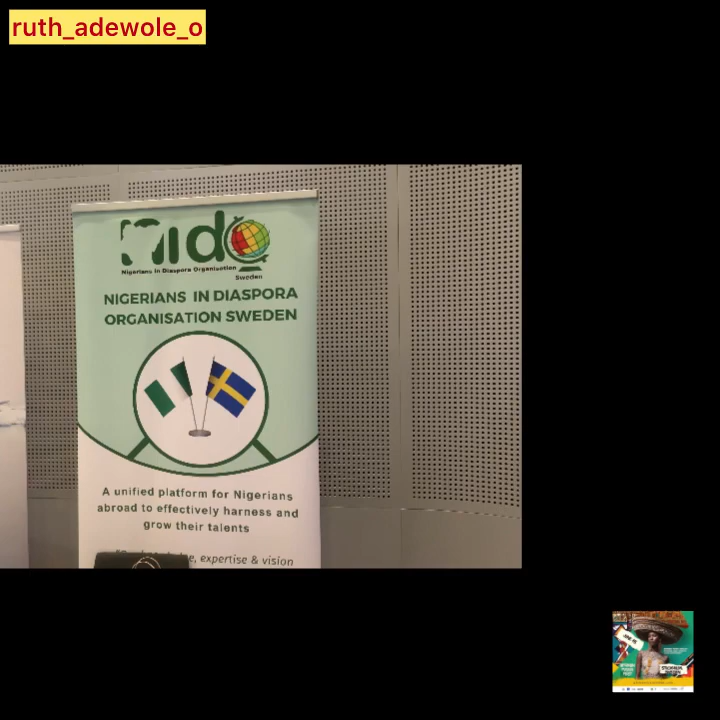 ruth_adewole_o
nido
Nigerians in Diaspora Organisation
Sweden
NIGERIANS IN DIASPORA
ORGANISATION SWEDEN
A unified platform for Nigerians
abroad to effectively harness and
grow their talents
expertise & vision